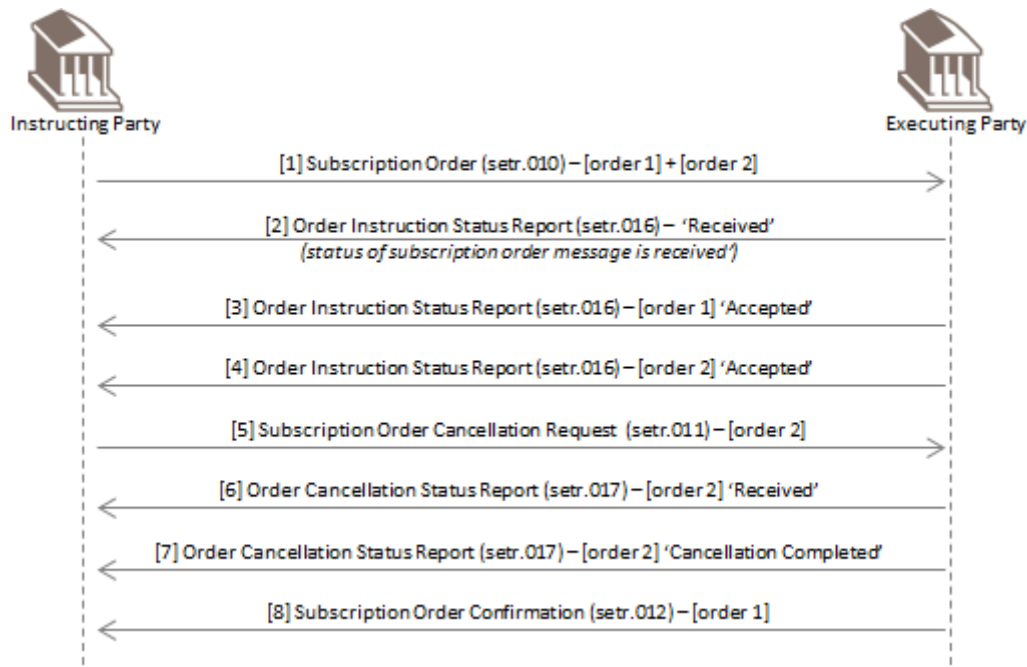 Instructing Party
Executing Party
[1] Subscription Order (setr.010) – [order 1] + [order 2]
[2] Order Instruction Status Report (setr.016) – ‘Received’
(status of subscription order message is received’)
[3] Order Instruction Status Report (setr.016) – [order 1] ‘Accepted’
[4] Order Instruction Status Report (setr.016) – [order 2] ‘Accepted’
[5] Subscription Order Cancellation Request (setr.011) – [order 2]
[6] Order Cancellation Status Report (setr.017) – [order 2] ‘Received’
[7] Order Cancellation Status Report (setr.017) – [order 2] ‘Cancellation Completed’
[8] Subscription Order Confirmation (setr.012) – [order 1]